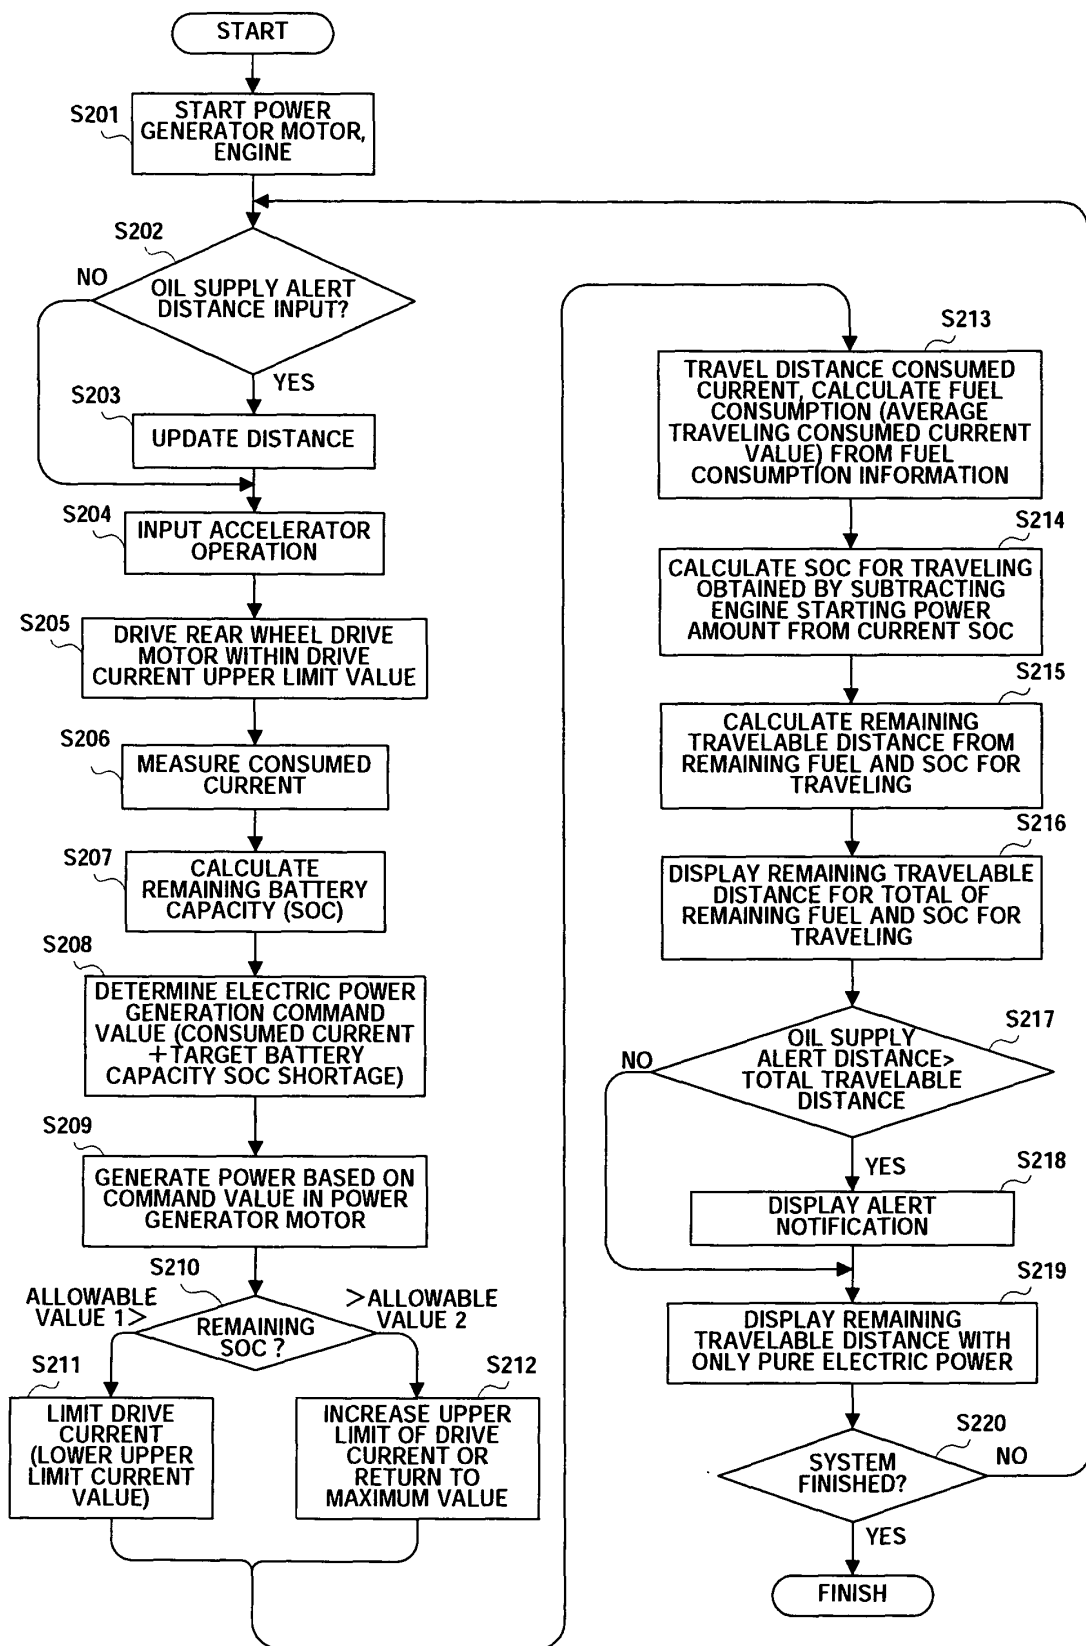 START
S201
START POWER
GENERATOR MOTOR,
ENGINE
S202
NO
OIL SUPPLY ALERT
DISTANCE INPUT?
YES
S203
UPDATE DISTANCE
S204
INPUT ACCELERATOR
OPERATION
S205
DRIVE REAR WHEEL DRIVE
MOTOR WITHIN DRIVE
CURRENT UPPER LIMIT VALUE
S206
MEASURE CONSUMED
CURRENT
S207
CALCULATE
REMAINING BATTERY
CAPACITY (SOC)
S208
DETERMINE ELECTRIC POWER
GENERATION COMMAND
VALUE (CONSUMED CURRENT
+TARGET BATTERY
CAPACITY SOC SHORTAGE)
S209
GENERATE POWER BASED ON
COMMAND VALUE IN POWER
GENERATOR MOTOR
S210
ALLOWABLE
VALUE 1>
REMAINING
SOC ?
>ALLOWABLE
VALUE 2
S211
LIMIT DRIVE
CURRENT
(LOWER UPPER
LIMIT CURRENT
VALUE)
S212
INCREASE UPPER
LIMIT OF DRIVE
CURRENT OR
RETURN TO
MAXIMUM VALUE
S213
TRAVEL DISTANCE CONSUMED
CURRENT, CALCULATE FUEL
CONSUMPTION (AVERAGE
TRAVELING CONSUMED CURRENT
VALUE) FROM FUEL
CONSUMPTION INFORMATION
S214
CALCULATE SOC FOR TRAVELING
OBTAINED BY SUBTRACTING
ENGINE STARTING POWER
AMOUNT FROM CURRENT SOC
S215
CALCULATE REMAINING
TRAVELABLE DISTANCE FROM
REMAINING FUEL AND SOC FOR
TRAVELING
S216
DISPLAY REMAINING TRAVELABLE
DISTANCE FOR TOTAL OF
REMAINING FUEL AND SOC FOR
TRAVELING
S217
NO
OIL SUPPLY
ALERT DISTANCE>
TOTAL TRAVELABLE
DISTANCE
YES
S218
DISPLAY ALERT
NOTIFICATION
S219
DISPLAY REMAINING
TRAVELABLE DISTANCE WITH
ONLY PURE ELECTRIC POWER
S220
SYSTEM
FINISHED?
NO
YES
FINISH